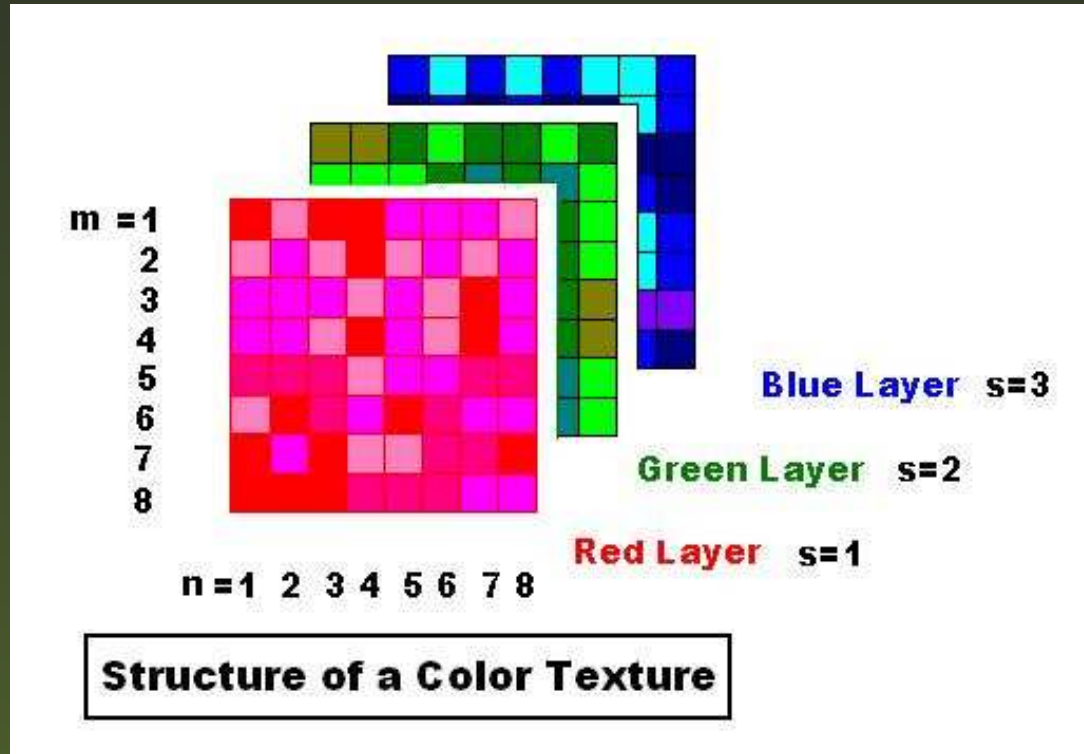 m =1
2
3
4
5
6
7
8
Blue Layer s=3
Green Layer s=2
Red Layer s=1
n =1 2 3 4 5 6 7 8
Structure of a Color Texture